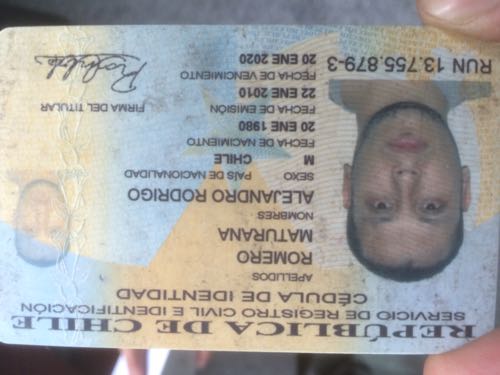 REPÚBLICA DE CHILE
SERVICIO DE REGISTRO CIVIL E IDENTIFICACIÓN
CÉDULA DE IDENTIDAD
APELLIDOS
ROMERO
MATURANA
NOMBRES
ALEJANDRO RODRIGO
SEXO PAÍS DE NACIONALIDAD
M CHILE
FECHA DE NACIMIENTO
20 ENE 1980
FECHA DE EMISIÓN
22 ENE 2010
FECHA DE VENCIMIENTO
20 ENE 2020
FIRMA DEL TITULAR
RUN 13.755.879-3